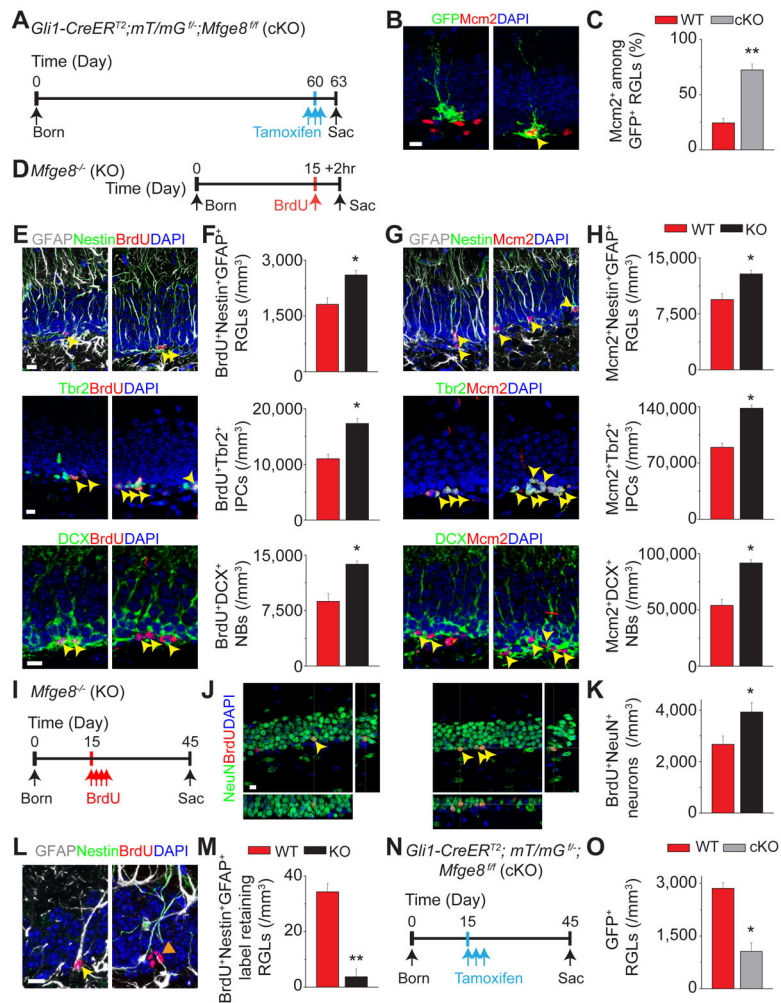 A
Gli1-CreERT2;mT/mG f/-;Mfge8 f/f (cKO)
Time (Day)
0
60
63
Born
Tamoxifen
Sac
B
GFPMcm2DAPI
C
WT
cKO
Mcm2+ among
GFP+ RGLs (%)
100
50
0
**
D
Mfge8-/- (KO)
Time (Day)
0
15
+2hr
Born
BrdU
Sac
E
GFAPNestinBrdUDAPI
F
BrdU+Nestin+GFAP+
RGLs (/mm3)
3,000
1,500
0
*
G
GFAPNestinMcm2DAPI
H
WT
KO
Mcm2+Nestin+GFAP+
RGLs (/mm3)
15,000
7,500
0
*
Tbr2BrdUDAPI
BrdU+Tbr2+
IPCs (/mm3)
20,000
10,000
0
*
Tbr2Mcm2DAPI
Mcm2+Tbr2+
IPCs (/mm3)
140,000
70,000
0
*
DCXBrdUDAPI
BrdU+DCX+
NBs (/mm3)
15,000
7,500
0
*
DCXMcm2DAPI
Mcm2+DCX+
NBs (/mm3)
100,000
50,000
0
*
I
Mfge8-/- (KO)
Time (Day)
0
15
45
Born
BrdU
Sac
J
NeuNBrdUDAPI
K
BrdU+NeuN+
neurons (/mm3)
4,000
2,000
0
*
L
GFAPNestinBrdUDAPI
M
WT
KO
BrdU+Nestin+GFAP+
label retaining
RGLs (/mm3)
40
20
0
**
N
Gli1-CreERT2; mT/mG f/-;
Mfge8 f/f (cKO)
Time (Day)
0
15
45
Born
Tamoxifen
Sac
O
WT
cKO
GFP+
RGLs (/mm3)
3,000
1,500
0
*